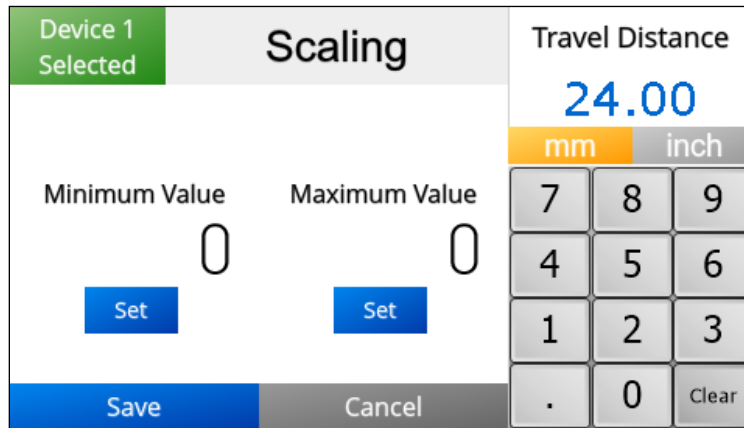 Device 1
Selected
Scaling
Travel Distance
24.00
mm
inch
Minimum Value
Maximum Value
0
0
Set
Set
7
8
9
4
5
6
1
2
3
.
0
Clear
Save
Cancel